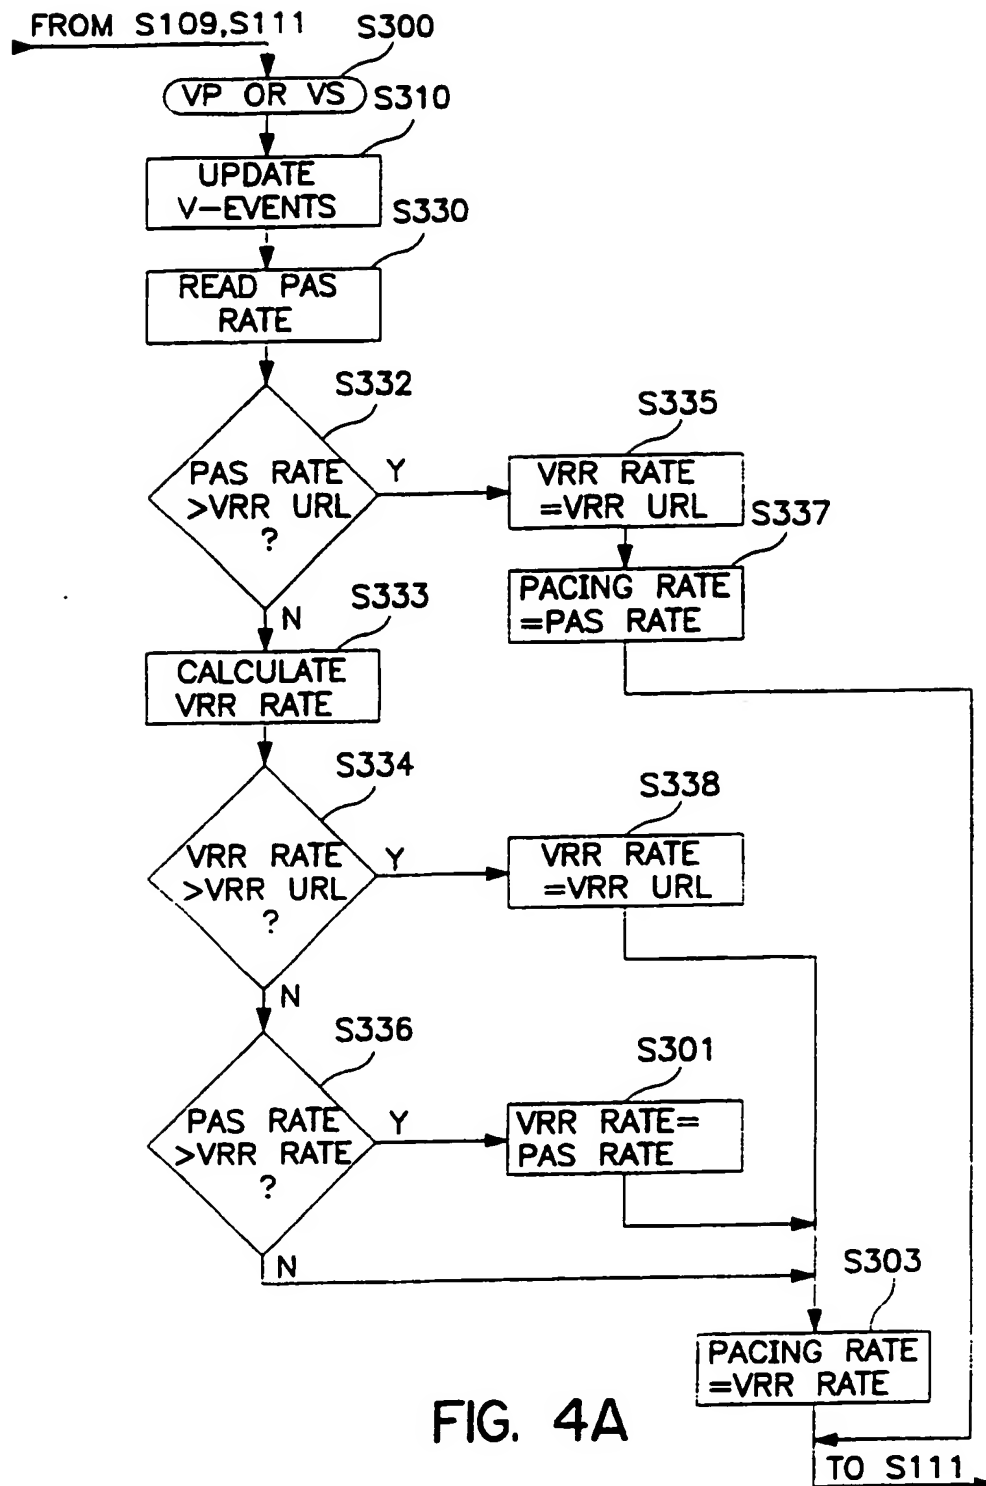 FROM S109,S111
S300
VP OR VS
S310
UPDATE
V-EVENTS
S330
READ PAS
RATE
S332
PAS RATE
>VRR URL
?
Y
N
S335
VRR RATE
=VRR URL
S337
PACING RATE
=PAS RATE
S333
CALCULATE
VRR RATE
S334
VRR RATE
>VRR URL
?
Y
N
S338
VRR RATE
=VRR URL
S336
PAS RATE
>VRR RATE
?
Y
N
S301
VRR RATE=
PAS RATE
S303
PACING RATE
=VRR RATE
FIG. 4A
TO S111